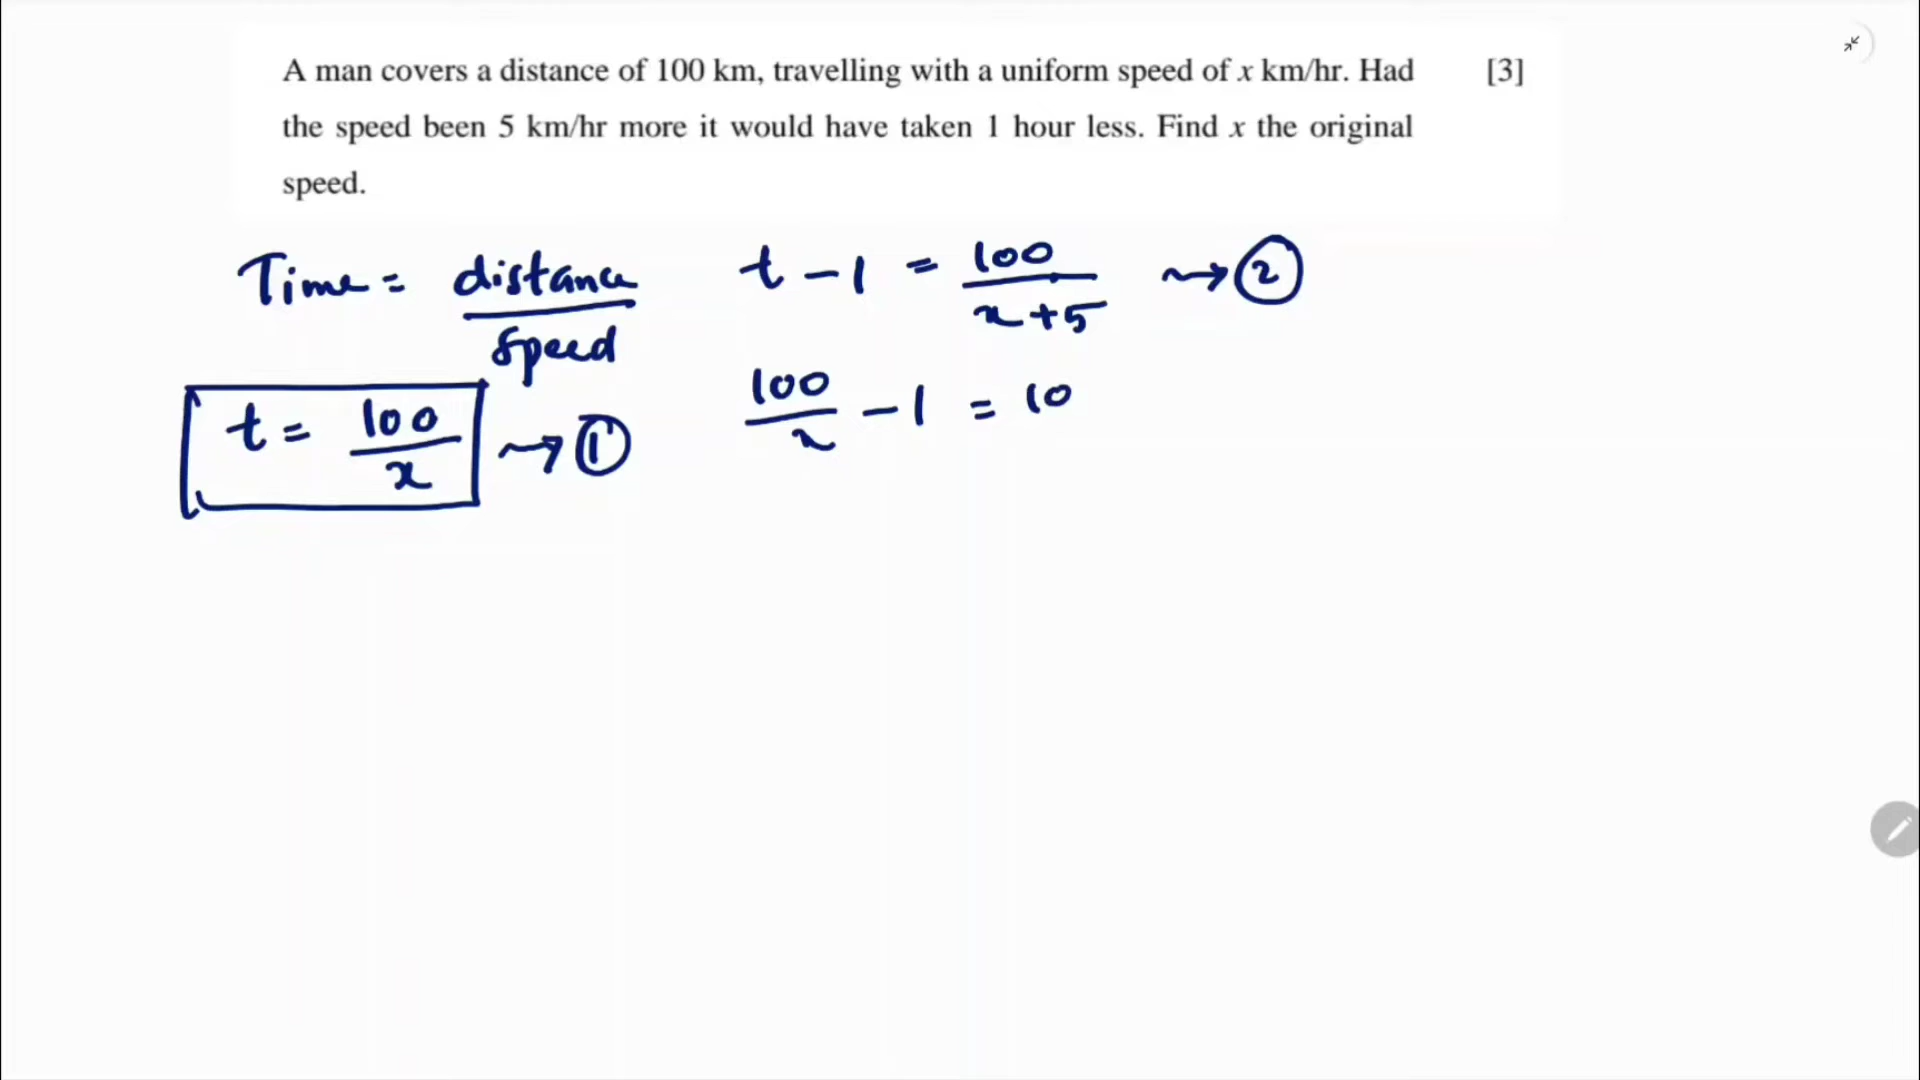 A man covers a distance of 100 km, travelling with a uniform speed of x km/hr. Had [3]
the speed been 5 km/hr more it would have taken 1 hour less. Find x the original
speed.
Time = distance / speed
t = 100 / x → ①
t - 1 = 100 / x + 5 → ②
100 / x - 1 = 10